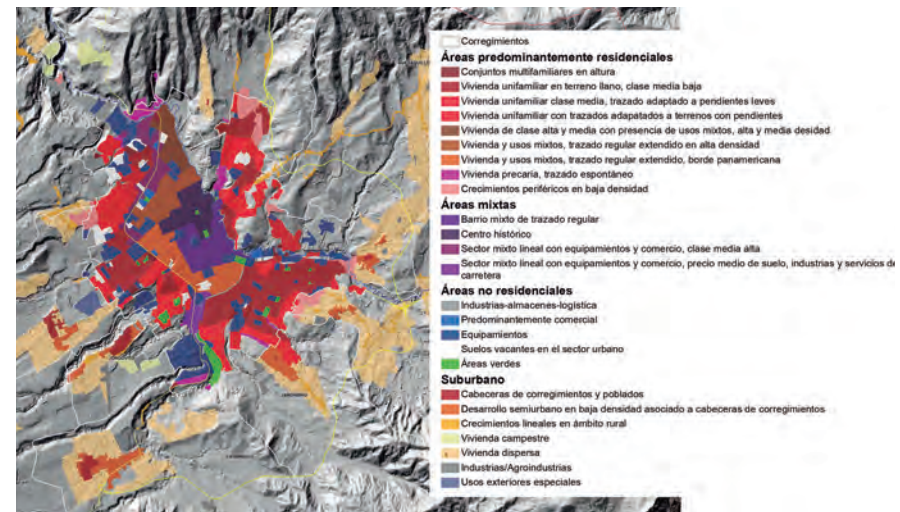 Corregimientos
Áreas predominantemente residenciales
Conjuntos multifamiliares en altura
Vivienda unifamiliar en terreno llano, clase media baja
Vivienda unifamiliar clase media, trazado adaptado a pendientes leves
Vivienda unifamiliar con trazados adapatados a terrenos con pendientes
Vivienda de clase alta y media con presencia de usos mixtos, alta y media desidad
Vivienda y usos mixtos, trazado regular extendido en alta densidad
Vivienda y usos mixtos, trazado regular extendido, borde panamericana
Vivienda precaria, trazado espontáneo
Crecimientos periféricos en baja densidad
Áreas mixtas
Barrio mixto de trazado regular
Centro histórico
Sector mixto lineal con equipamientos y comercio, clase media alta
Sector mixto lineal con equipamientos y comercio, precio medio de suelo, industrias y servicios de
carretera
Áreas no residenciales
Industrias-almacenes-logística
Predominantemente comercial
Equipamientos
Suelos vacantes en el sector urbano
Áreas verdes
Suburbano
Cabeceras de corregimientos y poblados
Desarrollo semiurbano en baja densidad asociado a cabeceras de corregimientos
Crecimientos lineales en ámbito rural
Vivienda campestre
Vivienda dispersa
Industrias/Agroindustrias
Usos exteriores especiales